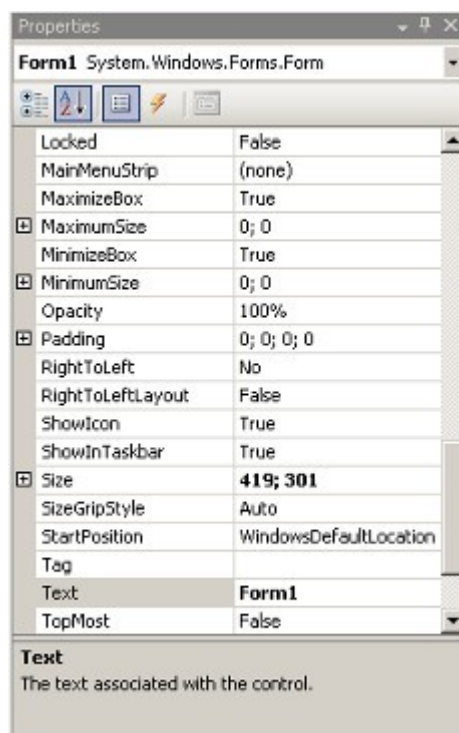 Properties
Form1 System.Windows.Forms.Form
Locked False
MainMenuStrip (none)
MaximizeBox True
MaximumSize 0; 0
MinimizeBox True
MinimumSize 0; 0
Opacity 100%
Padding 0; 0; 0; 0
RightToLeft No
RightToLeftLayout False
ShowIcon True
ShowInTaskbar True
Size 419; 301
SizeGripStyle Auto
StartPosition WindowsDefaultLocation
Tag
Text Form1
TopMost False
Text
The text associated with the control.